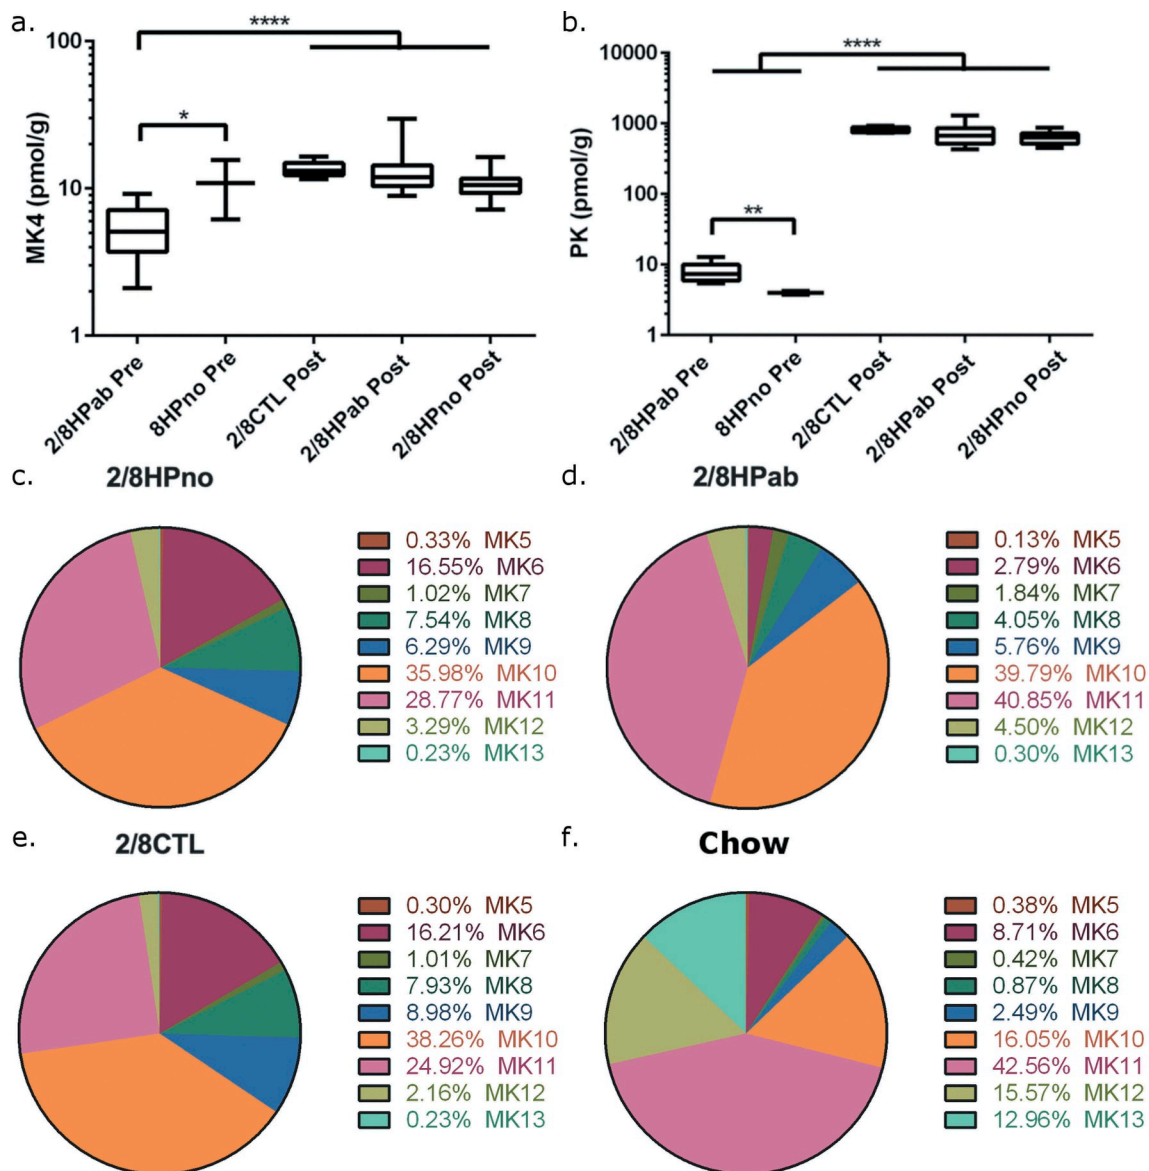 a.
****
100
*
10
1
MK4 (pmol/g)
2/8HPab Pre
8HPno Pre
2/8CTL Post
2/8HPab Post
2/8HPno Post
b.
****
10000
1000
100
**
10
1
PK (pmol/g)
2/8HPab Pre
8HPno Pre
2/8CTL Post
2/8HPab Post
2/8HPno Post
c.
2/8HPno
0.33% MK5
16.55% MK6
1.02% MK7
7.54% MK8
6.29% MK9
35.98% MK10
28.77% MK11
3.29% MK12
0.23% MK13
d.
2/8HPab
0.13% MK5
2.79% MK6
1.84% MK7
4.05% MK8
5.76% MK9
39.79% MK10
40.85% MK11
4.50% MK12
0.30% MK13
e.
2/8CTL
0.30% MK5
16.21% MK6
1.01% MK7
7.93% MK8
8.98% MK9
38.26% MK10
24.92% MK11
2.16% MK12
0.23% MK13
f.
Chow
0.38% MK5
8.71% MK6
0.42% MK7
0.87% MK8
2.49% MK9
16.05% MK10
42.56% MK11
15.57% MK12
12.96% MK13